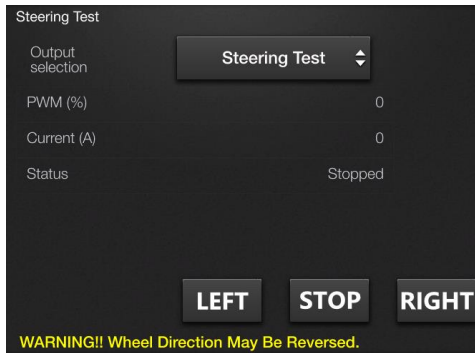 Steering Test
Output
selection
Steering Test
PWM (%)
0
Current (A)
0
Status
Stopped
LEFT
STOP
RIGHT
WARNING!! Wheel Direction May Be Reversed.